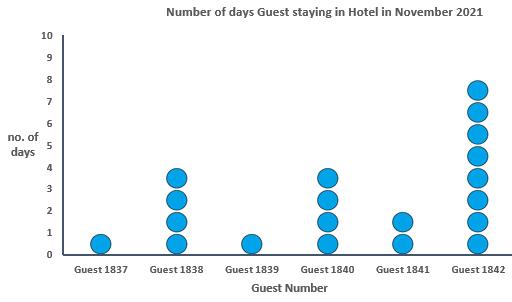 Number of days Guest staying in Hotel in November 2021
10
9
8
7
6
5
4
3
2
1
0
no. of
days
Guest 1837 Guest 1838 Guest 1839 Guest 1840 Guest 1841 Guest 1842
Guest Number